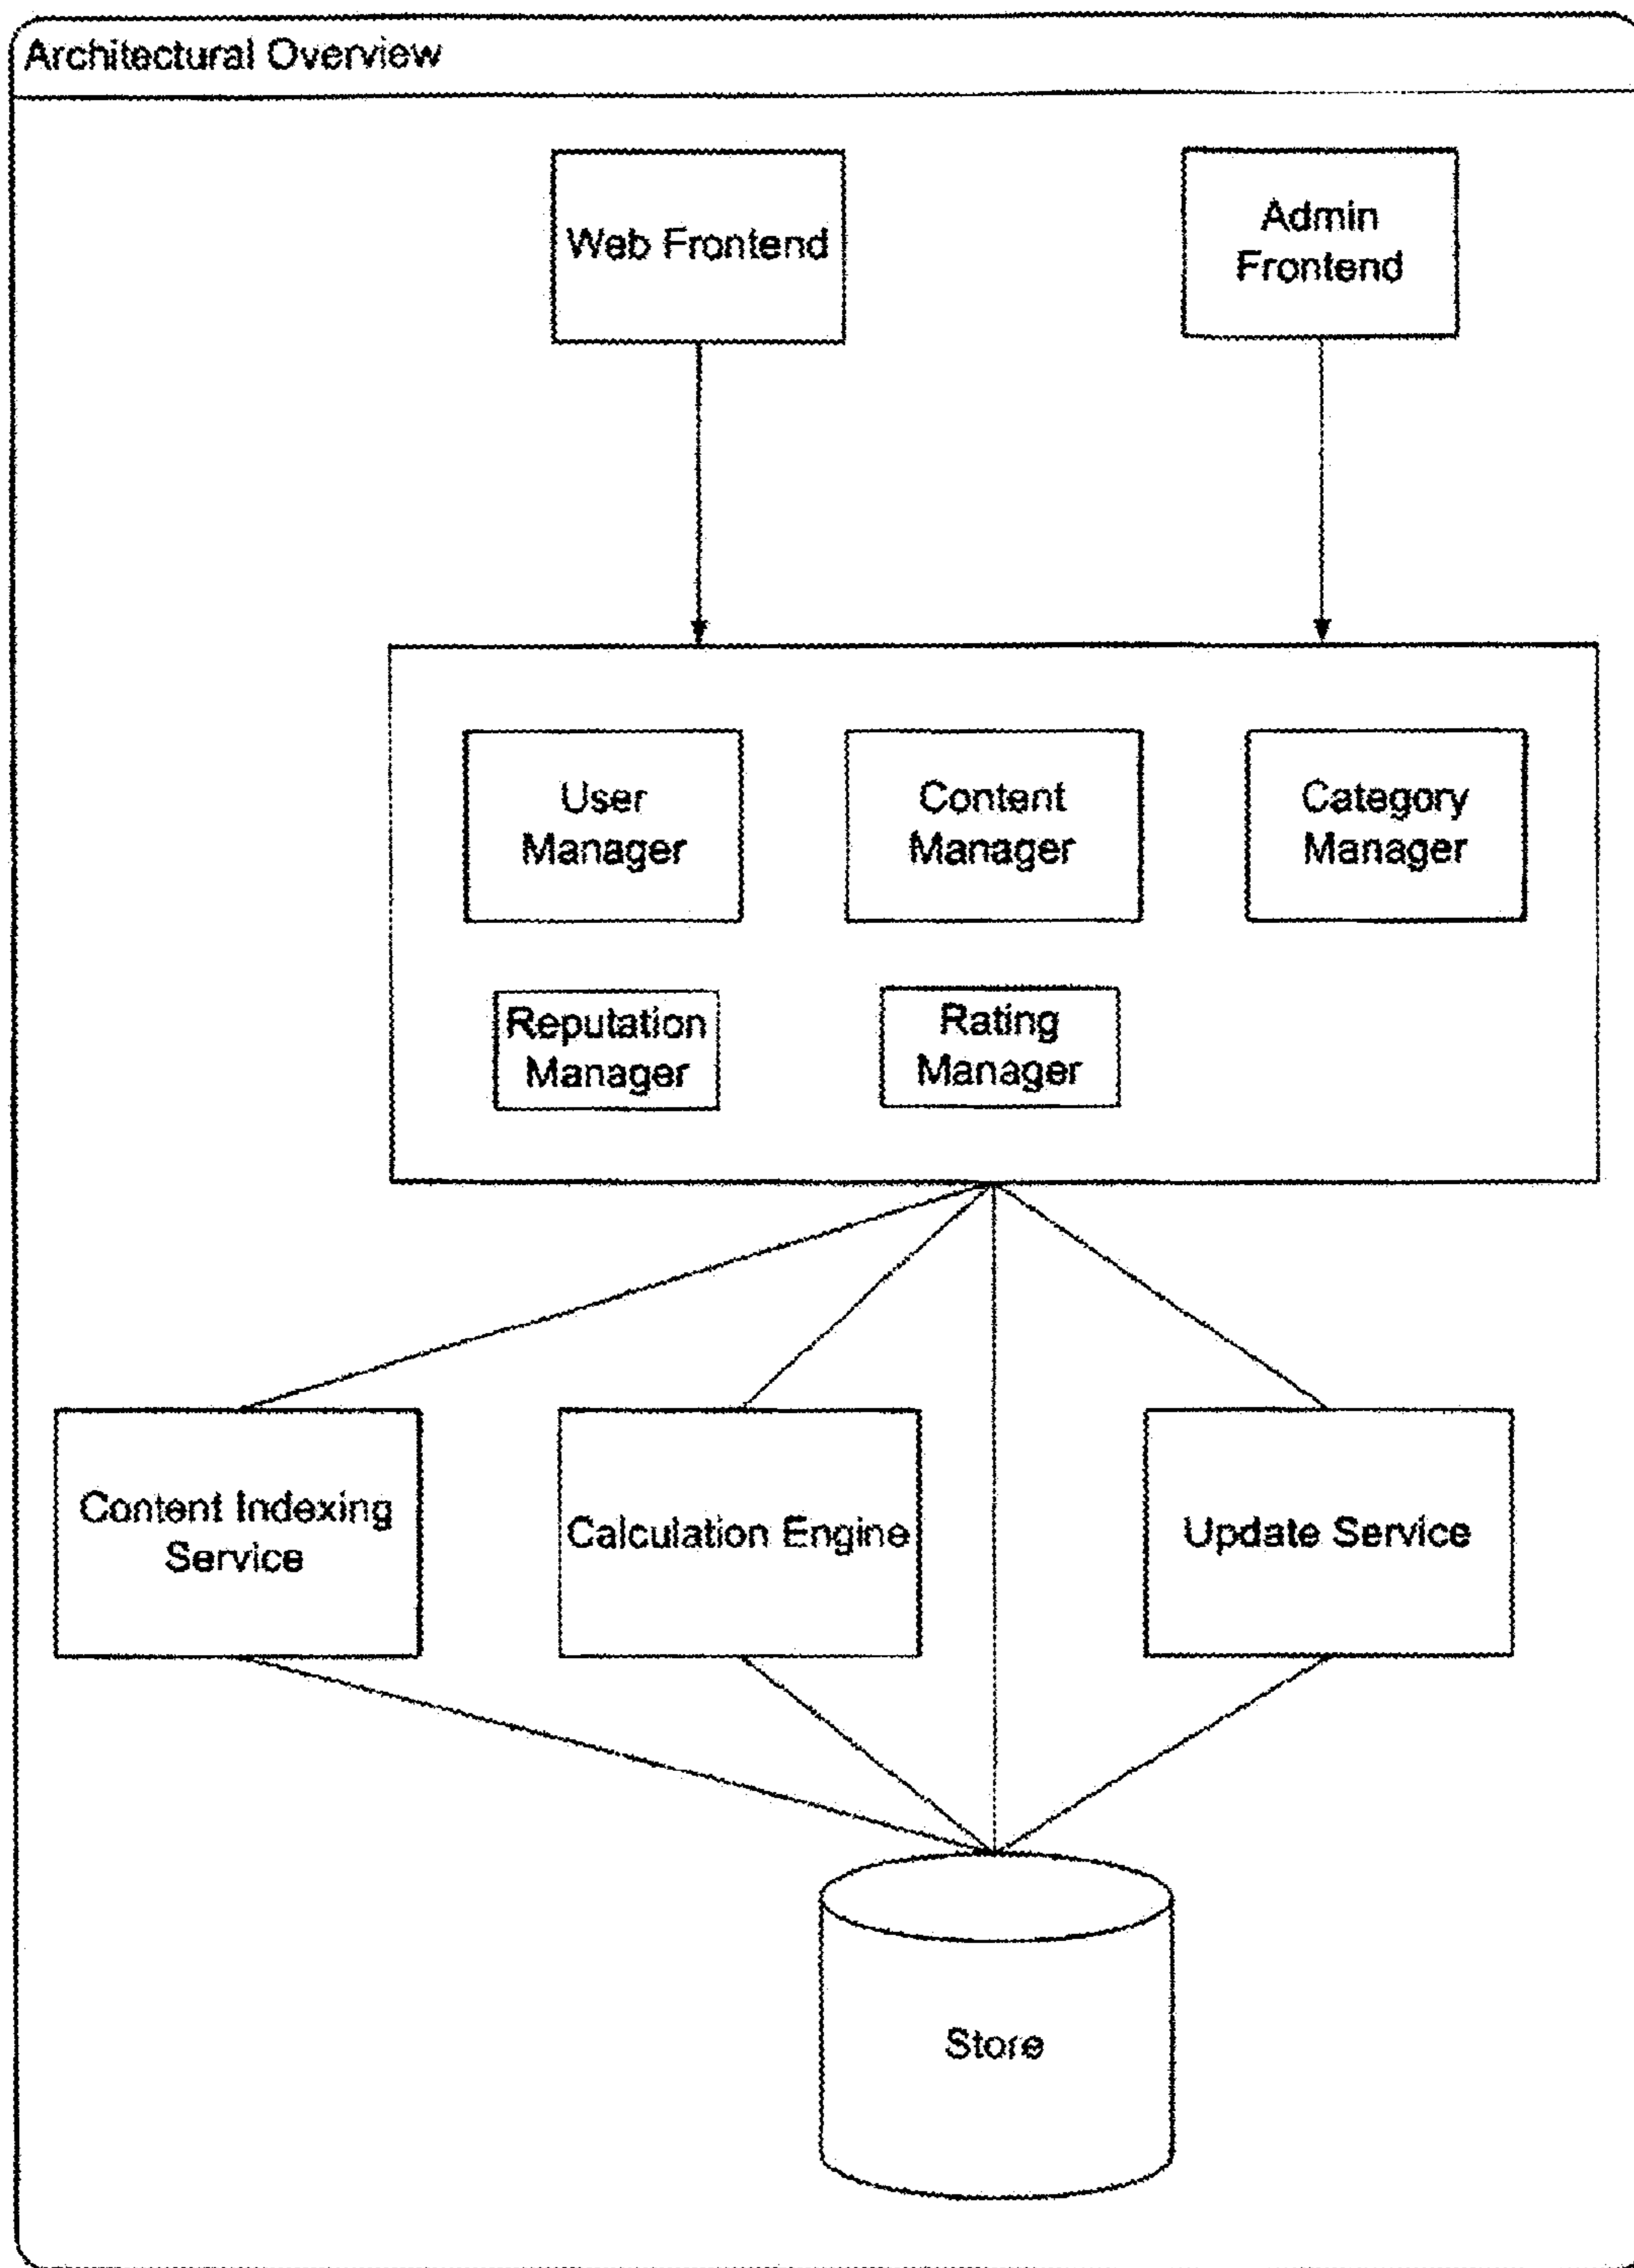 Architectural Overview
Web Frontend
Admin
Frontend
User
Manager
Content
Manager
Category
Manager
Reputation
Manager
Rating
Manager
Content Indexing
Service
Calculation Engine
Update Service
Store